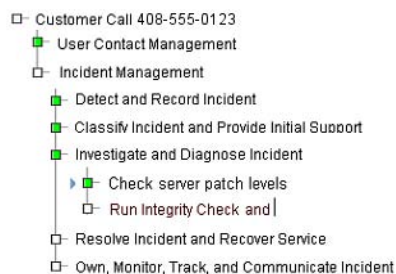 Customer Call 408-555-0123
User Contact Management
Incident Management
Detect and Record Incident
Classify Incident and Provide Initial Support
Investigate and Diagnose Incident
Check server patch levels
Run Integrity Check and
Resolve Incident and Recover Service
Own, Monitor, Track, and Communicate Incident